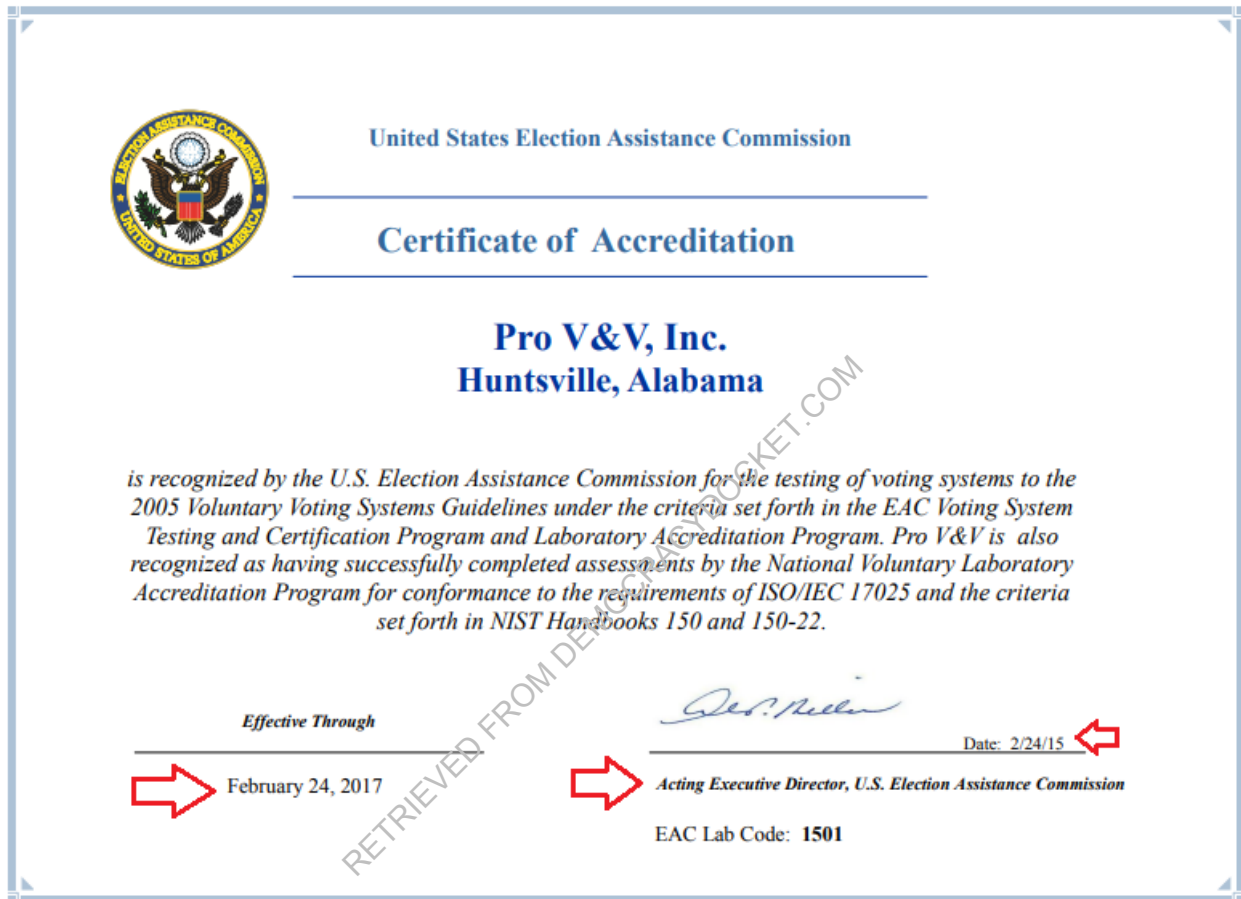 ELECTION ASSISTANCE COMMISSION
UNITED STATES OF AMERICA
United States Election Assistance Commission
Certificate of Accreditation
Pro V&V, Inc.
Huntsville, Alabama
is recognized by the U.S. Election Assistance Commission for the testing of voting systems to the
2005 Voluntary Voting Systems Guidelines under the criteria set forth in the EAC Voting System
Testing and Certification Program and Laboratory Accreditation Program. Pro V&V is also
recognized as having successfully completed assessments by the National Voluntary Laboratory
Accreditation Program for conformance to the requirements of ISO/IEC 17025 and the criteria
set forth in NIST Handbooks 150 and 150-22.
Effective Through
Date: 2/24/15
February 24, 2017
Acting Executive Director, U.S. Election Assistance Commission
EAC Lab Code: 1501
RETRIEVED FROM DEMOCRACYDOCKET.COM